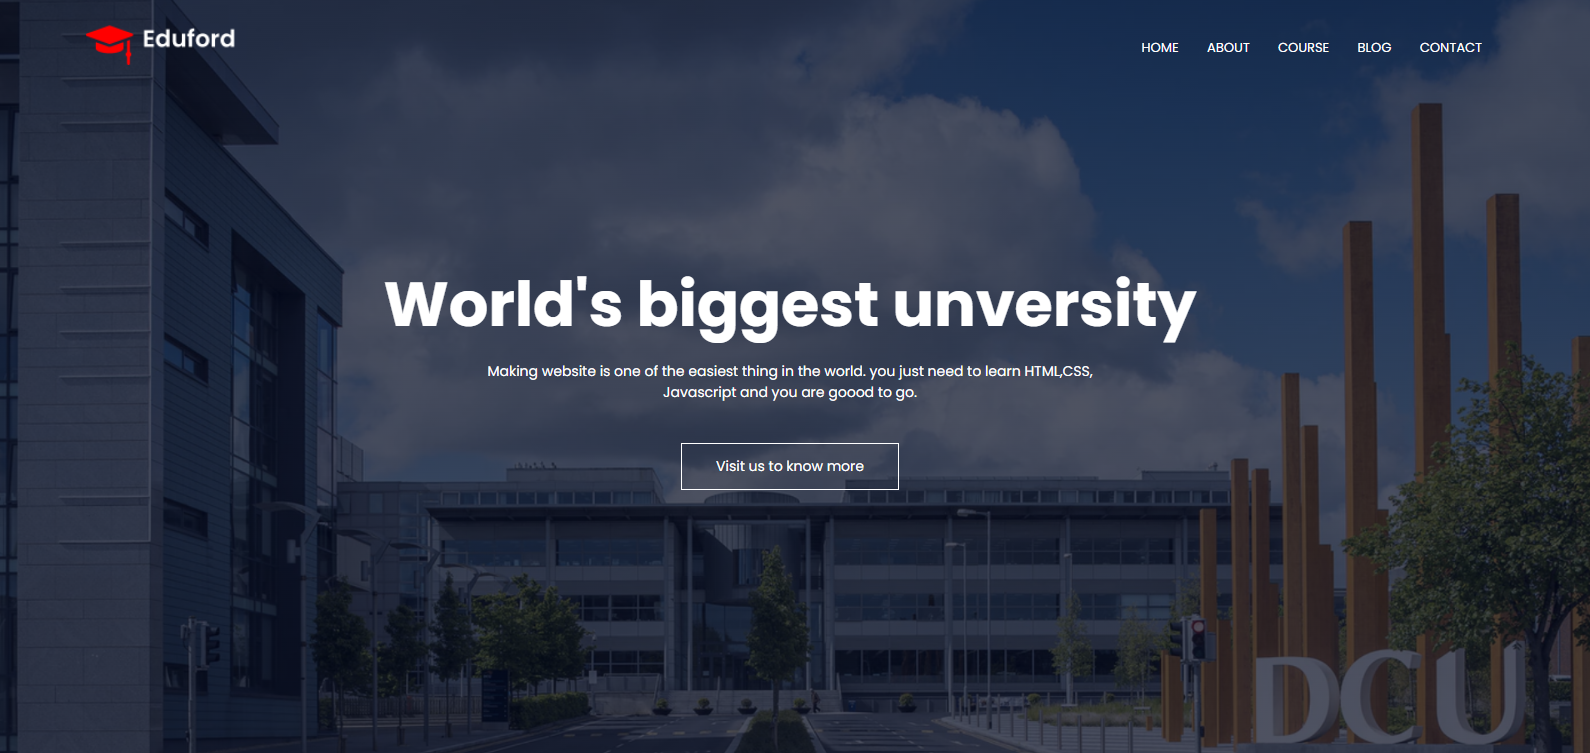 Eduford
HOME ABOUT COURSE BLOG CONTACT
World's biggest unversity
Making website is one of the easiest thing in the world. you just need to learn HTML,CSS,
Javascript and you are goood to go.
Visit us to know more
DCU